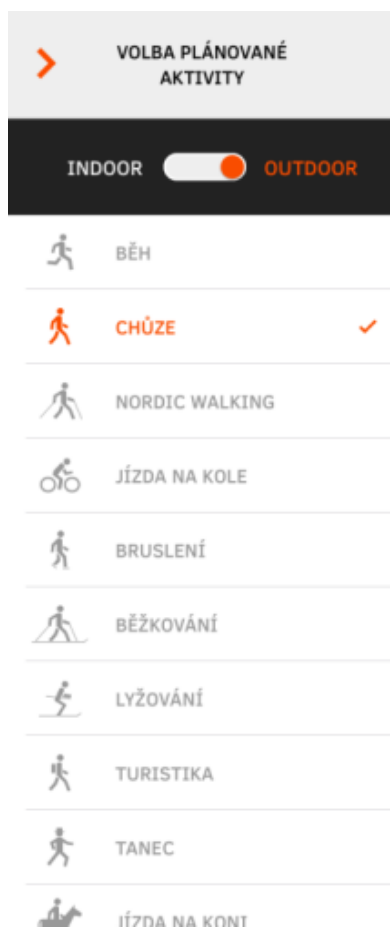 VOLBA PLÁNOVANÉ
AKTIVITY
INDOOR OUTDOOR
BĚH
CHŮZE
NORDIC WALKING
JÍZDA NA KOLE
BRUSLENÍ
BĚŽKOVÁNÍ
LYŽOVÁNÍ
TURISTIKA
TANEC
JÍZDA NA KONI